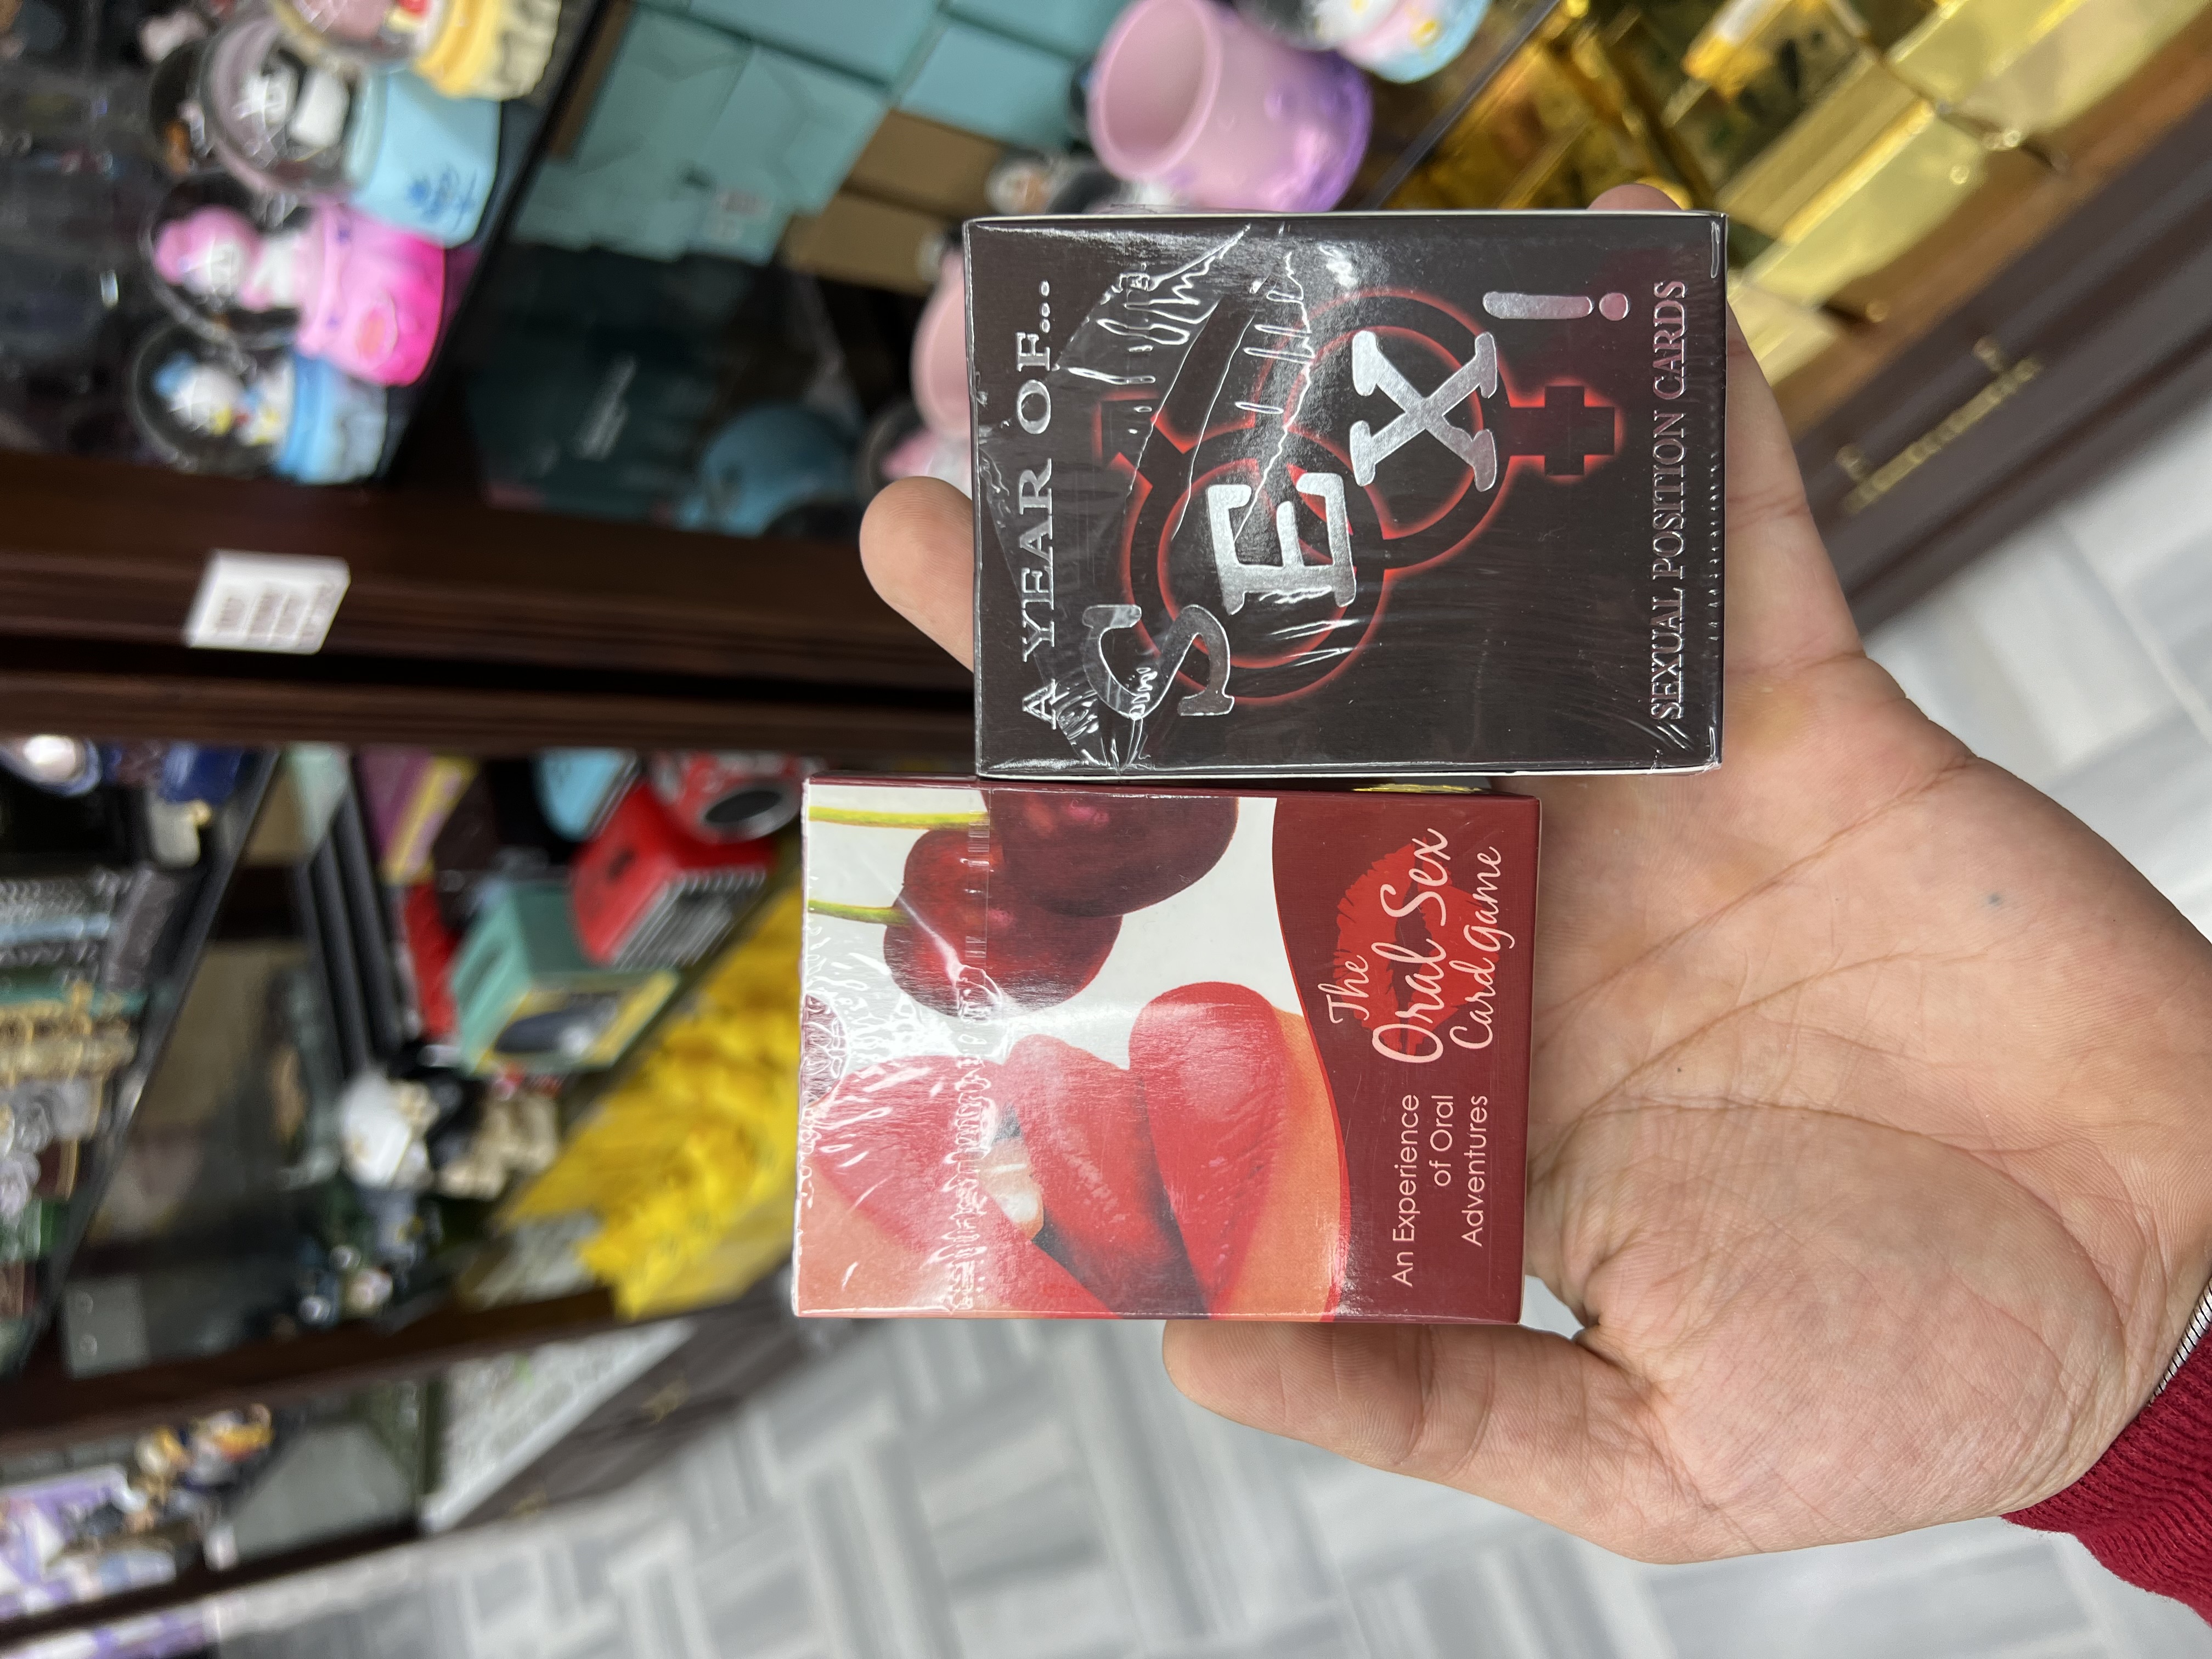 A YEAR OF...
SEX!
SEXUAL POSITION CARDS
The
Oral Sex
Card Game
An Experience
of Oral
Adventures